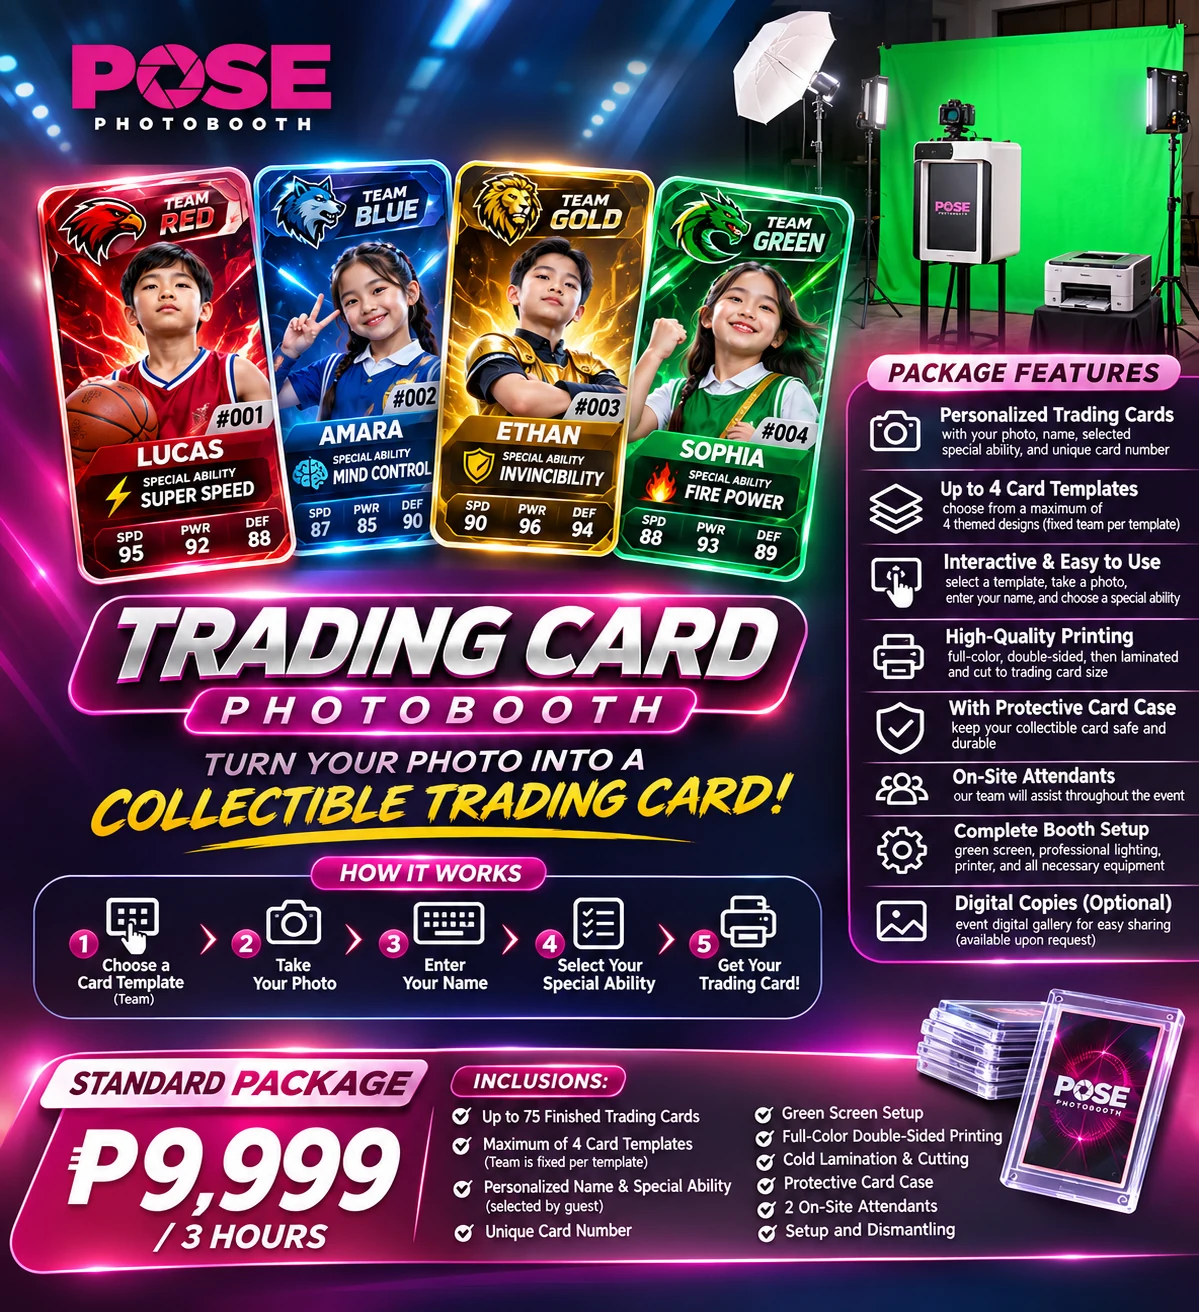 POSE
PHOTOBOOTH
TEAM
RED
#001
LUCAS
SPECIAL ABILITY
SUPER SPEED
SPD PWR DEF
95 92 88
TEAM
BLUE
#002
AMARA
SPECIAL ABILITY
MIND CONTROL
SPD PWR DEF
87 85 90
TEAM
GOLD
#003
ETHAN
SPECIAL ABILITY
INVINCIBILITY
SPD PWR DEF
90 96 94
TEAM
GREEN
#004
SOPHIA
SPECIAL ABILITY
FIRE POWER
SPD PWR DEF
88 93 89
POSE
PHOTOBOOTH
TRADING CARD
PHOTOBOOTH
TURN YOUR PHOTO INTO A
COLLECTIBLE TRADING CARD!
HOW IT WORKS
1
Choose a
Card Template
(Team)
2
Take
Your Photo
3
Enter
Your Name
4
Select Your
Special Ability
5
Get Your
Trading Card!
PACKAGE FEATURES
Personalized Trading Cards
with your photo, name, selected
special ability, and unique card number
Up to 4 Card Templates
choose from a maximum of
4 themed designs (fixed team per template)
Interactive & Easy to Use
select a template, take a photo,
enter your name, and choose a special ability
High-Quality Printing
full-color, double-sided, then laminated
and cut to trading card size
With Protective Card Case
keep your collectible card safe and
durable
On-Site Attendants
our team will assist throughout the event
Complete Booth Setup
green screen, professional lighting,
printer, and all necessary equipment
Digital Copies (Optional)
event digital gallery for easy sharing
(available upon request)
STANDARD PACKAGE
₱9,999
/ 3 HOURS
INCLUSIONS:
Up to 75 Finished Trading Cards
Maximum of 4 Card Templates
(Team is fixed per template)
Personalized Name & Special Ability
(selected by guest)
Unique Card Number
Green Screen Setup
Full-Color Double-Sided Printing
Cold Lamination & Cutting
Protective Card Case
2 On-Site Attendants
Setup and Dismantling
POSE
PHOTOBOOTH